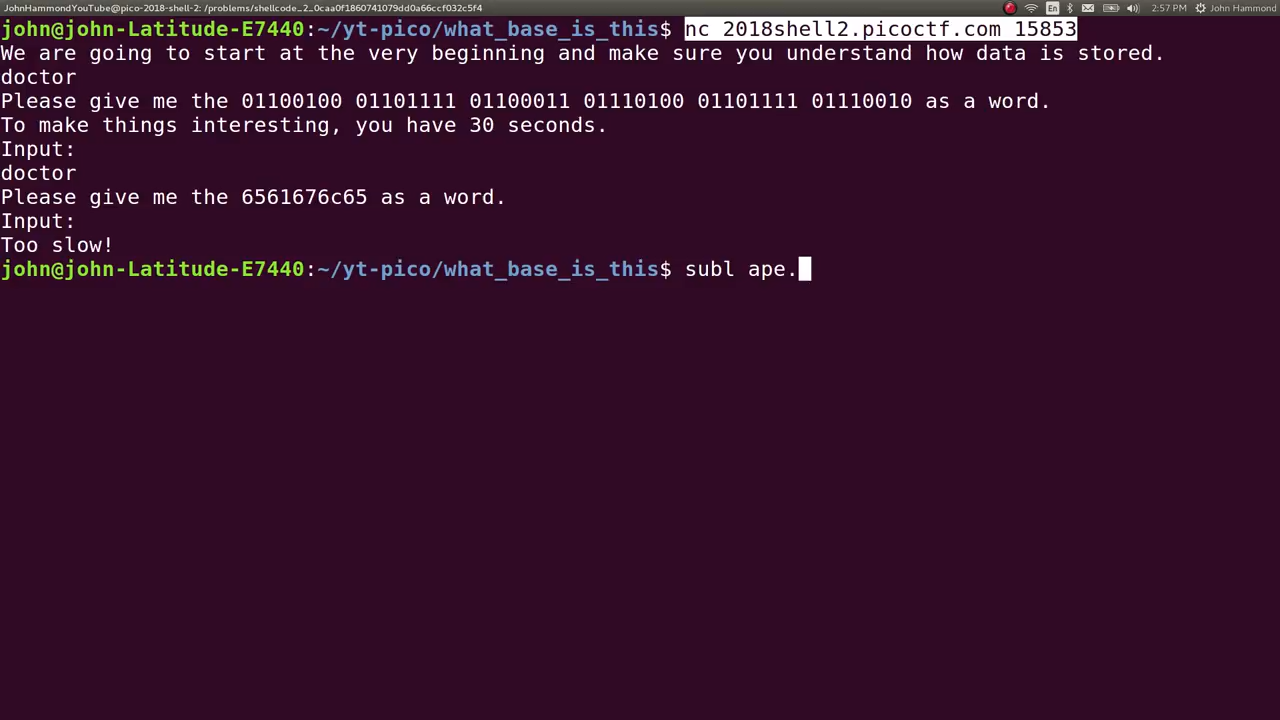 JohnHammondYouTube@pico-2018-shell-2: /problems/shellcode_2_0caa0f1860741079dd0a66ccf032c5f4 En 2:57 PM John Hammond
john@john-Latitude-E7440:~/yt-pico/what_base_is_this$ nc 2018shell2.picoctf.com 15853
We are going to start at the very beginning and make sure you understand how data is stored.
doctor
Please give me the 01100100 01101111 01100011 01110100 01101111 01110010 as a word.
To make things interesting, you have 30 seconds.
Input:
doctor
Please give me the 6561676c65 as a word.
Input:
Too slow!
john@john-Latitude-E7440:~/yt-pico/what_base_is_this$ subl ape.